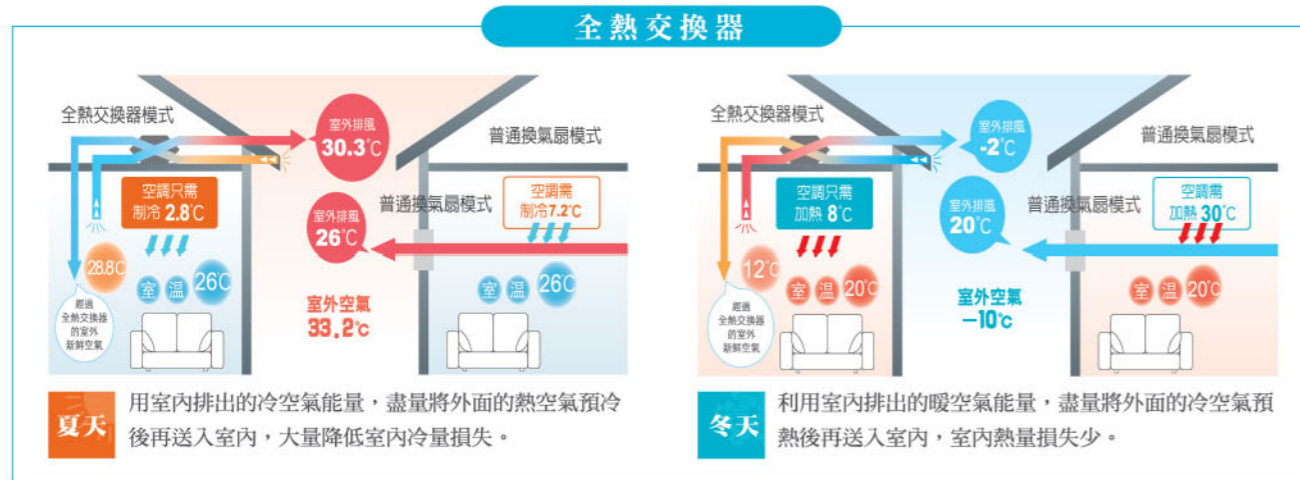 全熱交換器
全熱交換器模式
室外排風
30.3℃
普通換氣扇模式
空調只需
制冷 2.8℃
室外排風
26℃
普通換氣扇模式
空調需
制冷7.2℃
28.8℃
室 溫 26℃
室 溫 26℃
經過
全熱交換器
的室外
新鮮空氣
室外空氣
33.2℃
夏天
用室內排出的冷空氣能量，盡量將外面的熱空氣預冷
後再送入室內，大量降低室內冷量損失。
全熱交換器模式
室外排風
-2℃
普通換氣扇模式
空調只需
加熱 8℃
室外排風
20℃
普通換氣扇模式
空調需
加熱 30℃
12℃
室 溫 20℃
室 溫 20℃
經過
全熱交換器
的室外
新鮮空氣
室外空氣
−10℃
冬天
利用室內排出的暖空氣能量，盡量將外面的冷空氣預
熱後再送入室內，室內熱量損失少。